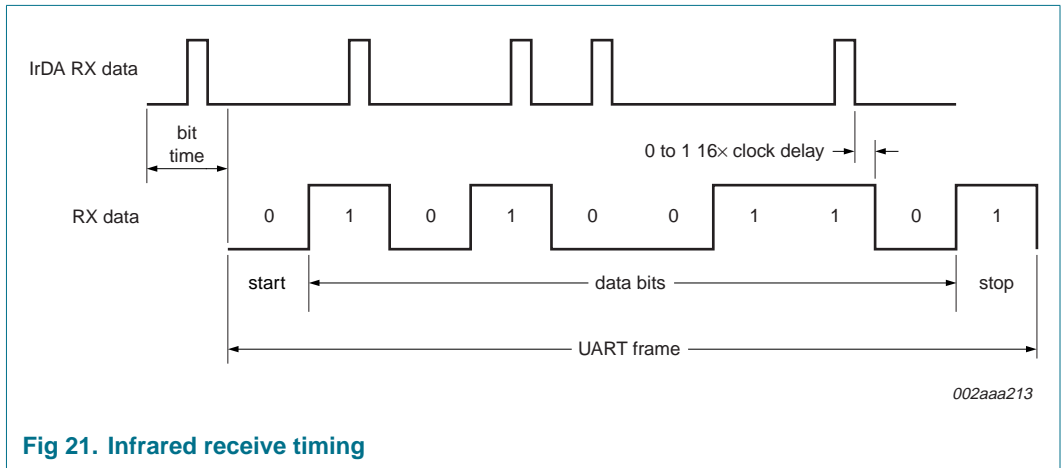 IrDA RX data
bit
time
0 to 1 16× clock delay
RX data
0 1 0 1 0 0 1 1 0 1
start data bits stop
UART frame
002aaa213
Fig 21. Infrared receive timing